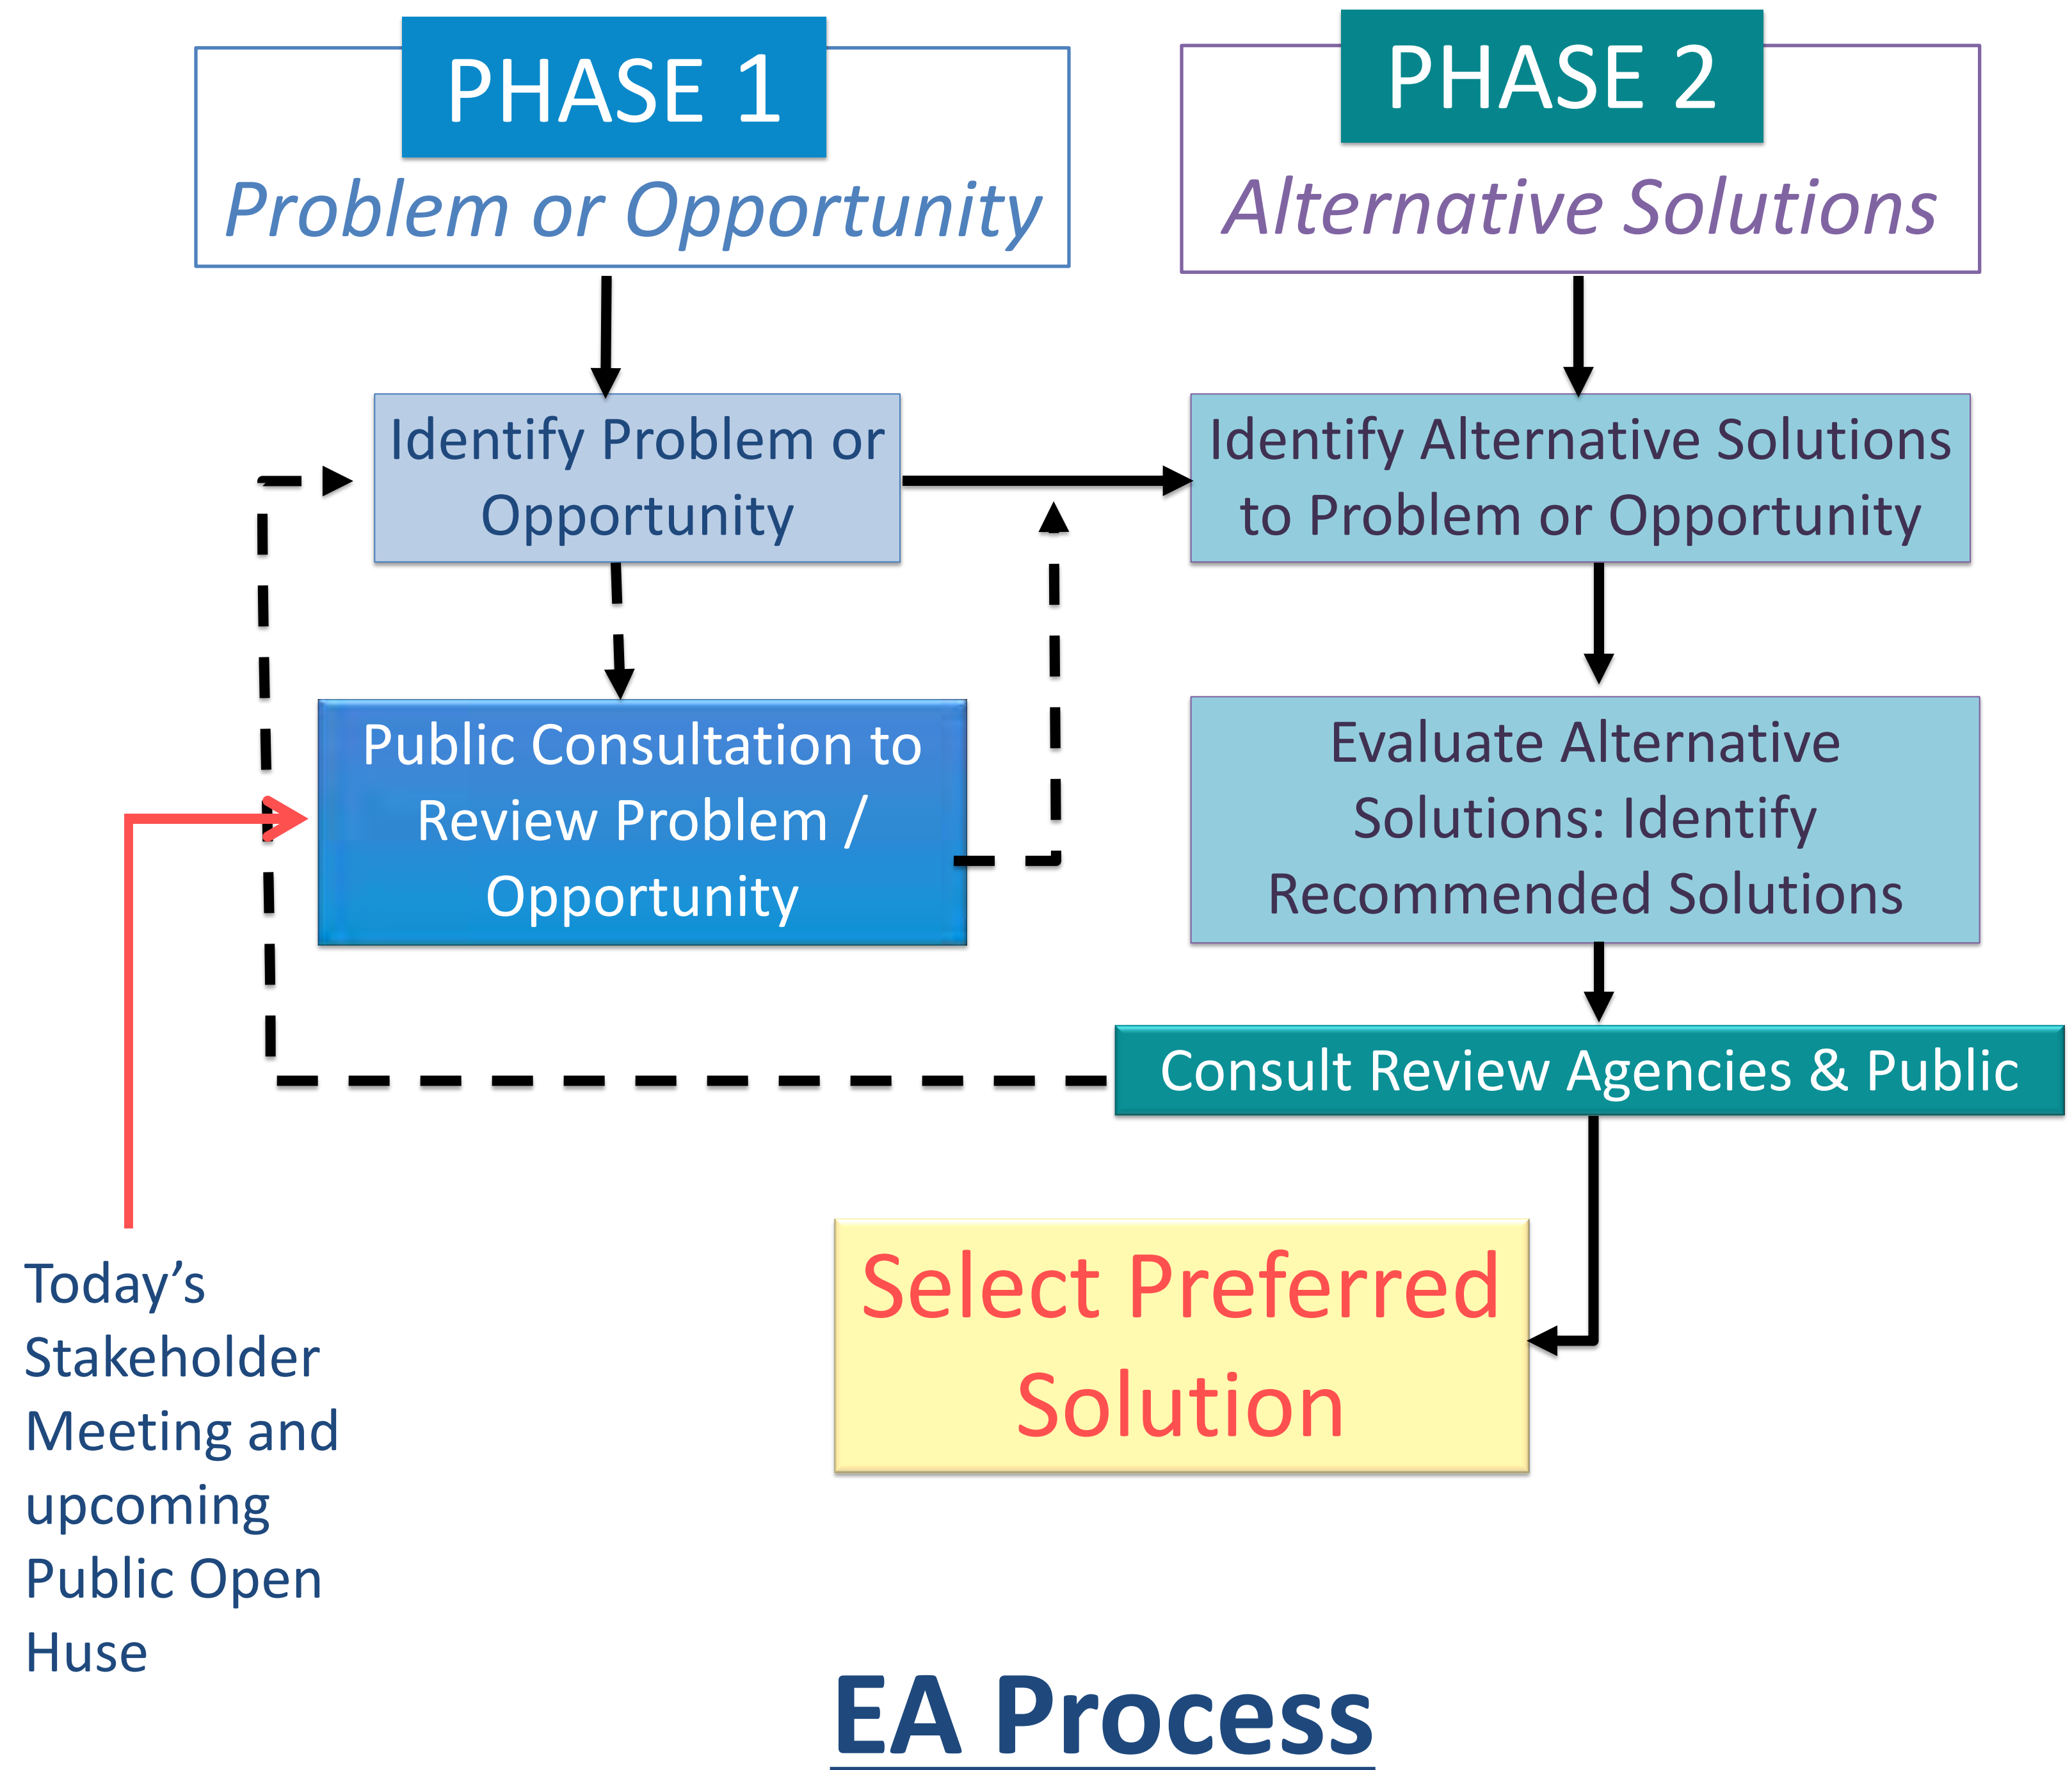 PHASE 1
Problem or Opportunity
PHASE 2
Alternative Solutions
Identify Problem or
Opportunity
Identify Alternative Solutions
to Problem or Opportunity
Public Consultation to
Review Problem /
Opportunity
Evaluate Alternative
Solutions: Identify
Recommended Solutions
Consult Review Agencies & Public
Select Preferred
Solution
Today’s
Stakeholder
Meeting and
upcoming
Public Open
Huse
EA Process